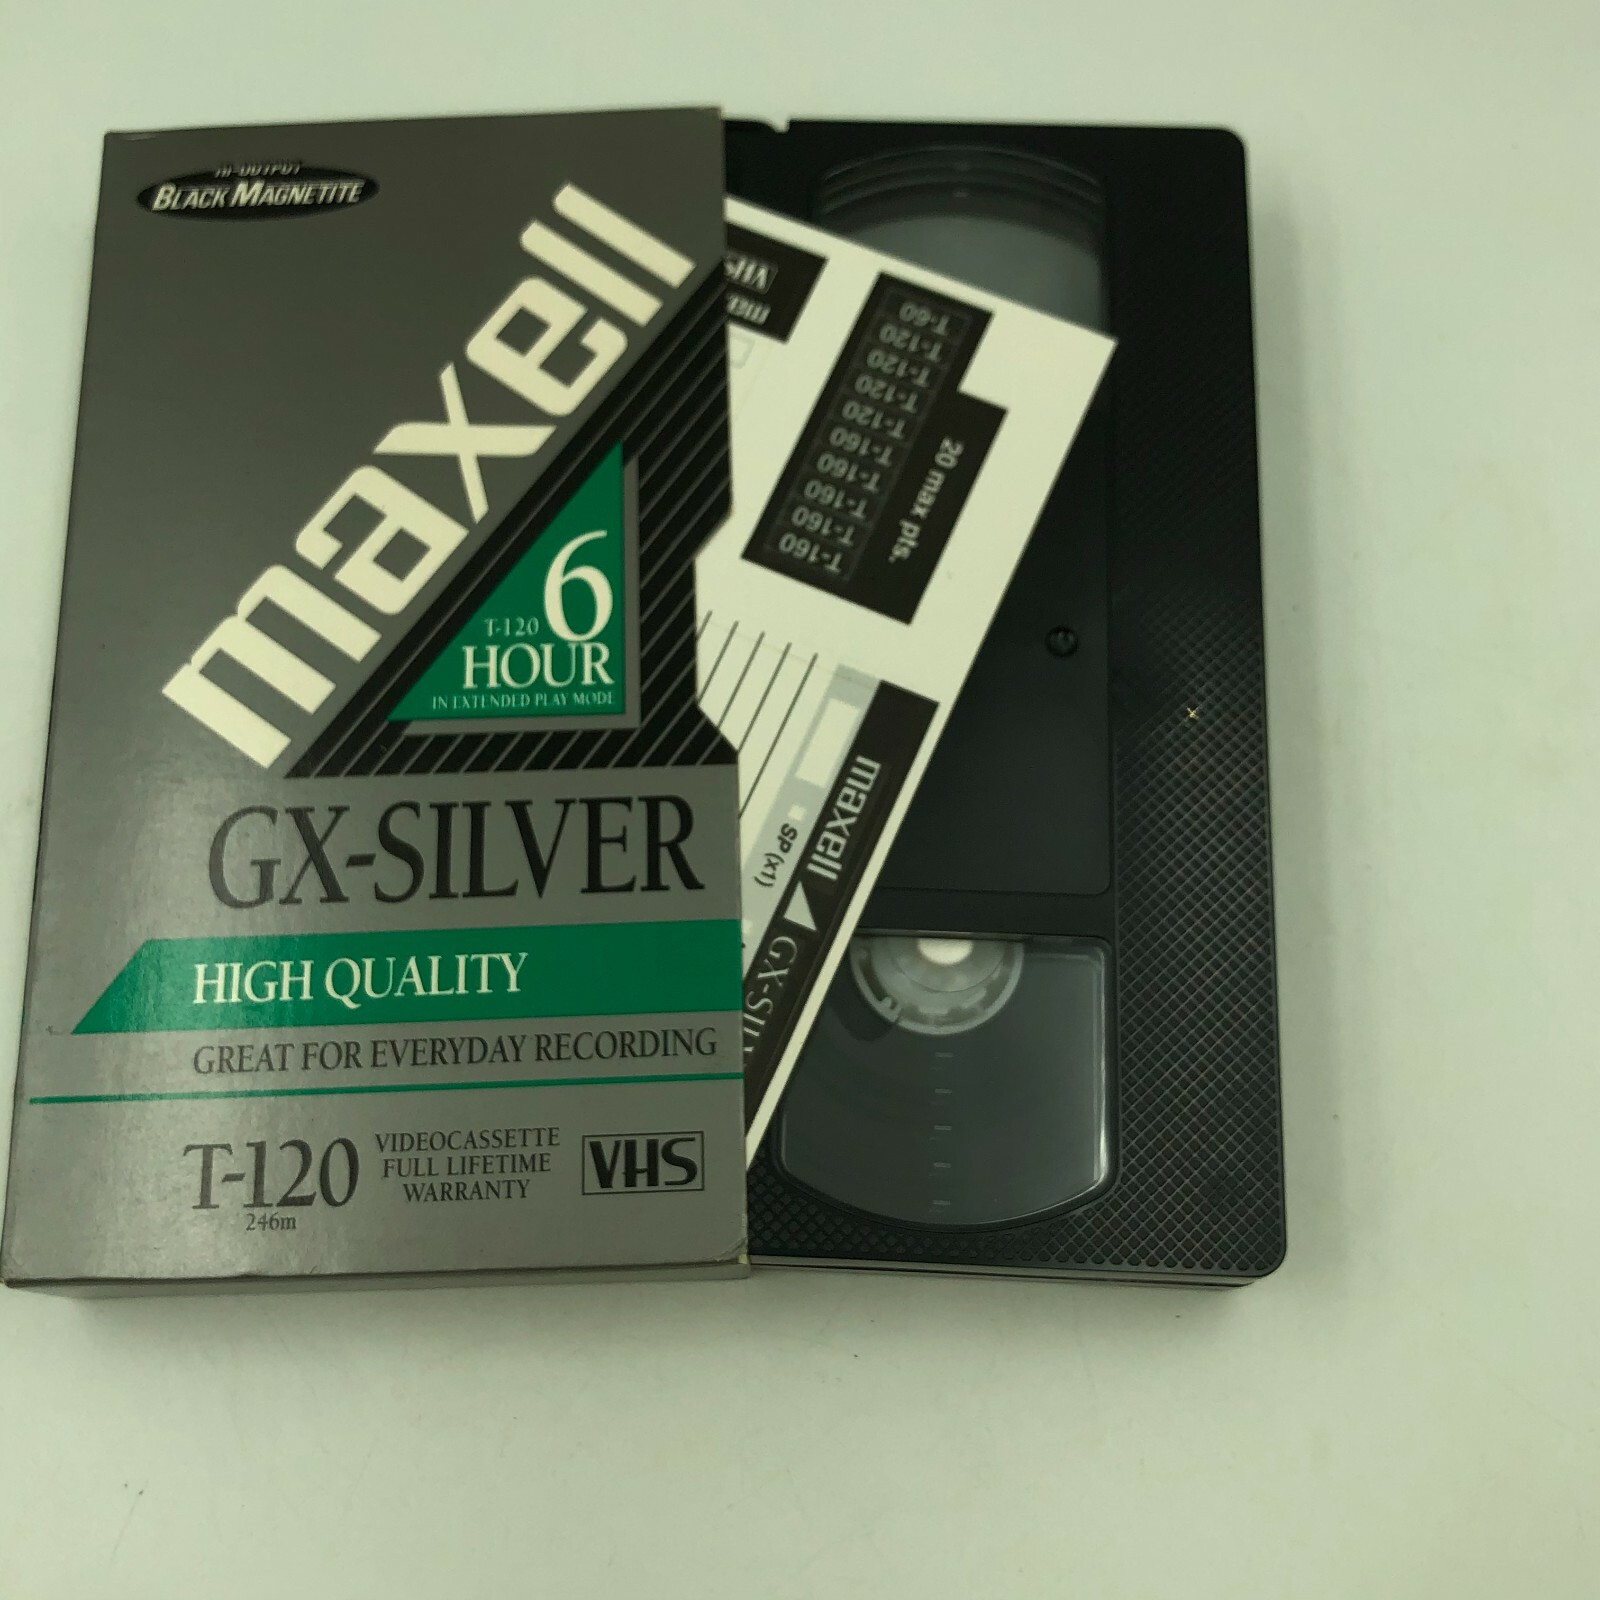 HI-OUTPUT
BLACK MAGNETITE
maxell
T-120 6
HOUR
IN EXTENDED PLAY MODE
GX-SILVER
HIGH QUALITY
GREAT FOR EVERYDAY RECORDING
T-120
246m
VIDEOCASSETTE
FULL LIFETIME
WARRANTY
VHS
VHS
T-60
T-120
T-120
T-120
T-120
T-160
T-160
T-160
T-160
T-160
20 max pts.
maxell
SP (x1)